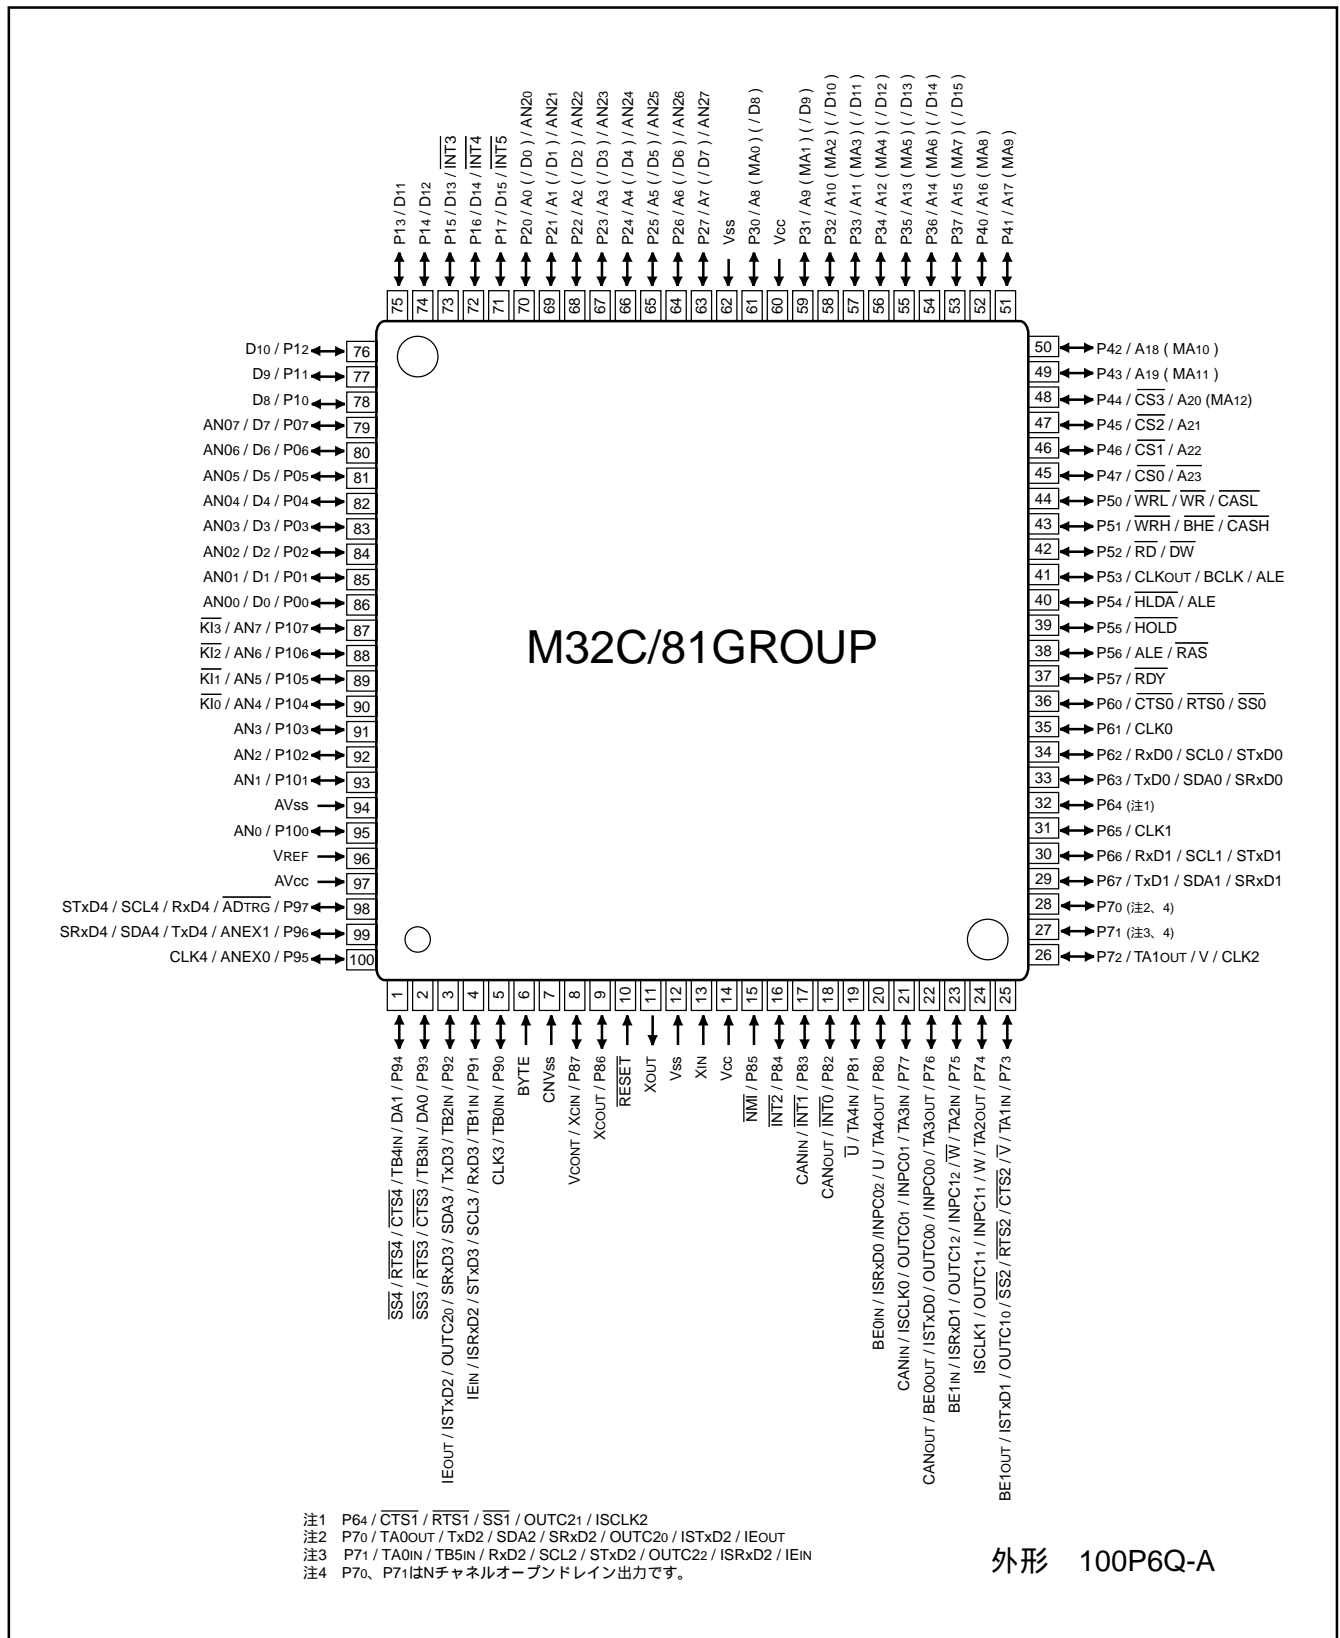 P13 / D11
P14 / D12
P15 / D13 / INT3
P16 / D14 / INT4
P17 / D15 / INT5
P20 / A0 ( / D0 ) / AN20
P21 / A1 ( / D1 ) / AN21
P22 / A2 ( / D2 ) / AN22
P23 / A3 ( / D3 ) / AN23
P24 / A4 ( / D4 ) / AN24
P25 / A5 ( / D5 ) / AN25
P26 / A6 ( / D6 ) / AN26
P27 / A7 ( / D7 ) / AN27
Vss
P30 / A8 ( MA0 ) ( / D8 )
Vcc
P31 / A9 ( MA1 ) ( / D9 )
P32 / A10 ( MA2 ) ( / D10 )
P33 / A11 ( MA3 ) ( / D11 )
P34 / A12 ( MA4 ) ( / D12 )
P35 / A13 ( MA5 ) ( / D13 )
P36 / A14 ( MA6 ) ( / D14 )
P37 / A15 ( MA7 ) ( / D15 )
P40 / A16 ( MA8 )
P41 / A17 ( MA9 )
75 74 73 72 71 70 69 68 67 66 65 64 63 62 61 60 59 58 57 56 55 54 53 52 51
D10 / P12 76
D9 / P11 77
D8 / P10 78
AN07 / D7 / P07 79
AN06 / D6 / P06 80
AN05 / D5 / P05 81
AN04 / D4 / P04 82
AN03 / D3 / P03 83
AN02 / D2 / P02 84
AN01 / D1 / P01 85
AN00 / D0 / P00 86
KI3 / AN7 / P107 87
KI2 / AN6 / P106 88
KI1 / AN5 / P105 89
KI0 / AN4 / P104 90
AN3 / P103 91
AN2 / P102 92
AN1 / P101 93
AVss 94
AN0 / P100 95
VREF 96
AVcc 97
STxD4 / SCL4 / RxD4 / ADTRG / P97 98
SRxD4 / SDA4 / TxD4 / ANEX1 / P96 99
CLK4 / ANEX0 / P95 100
M32C/81GROUP
50 P42 / A18 ( MA10 )
49 P43 / A19 ( MA11 )
48 P44 / CS3 / A20 (MA12)
47 P45 / CS2 / A21
46 P46 / CS1 / A22
45 P47 / CS0 / A23
44 P50 / WRL / WR / CASL
43 P51 / WRH / BHE / CASH
42 P52 / RD / DW
41 P53 / CLKOUT / BCLK / ALE
40 P54 / HLDA / ALE
39 P55 / HOLD
38 P56 / ALE / RAS
37 P57 / RDY
36 P60 / CTS0 / RTS0 / SS0
35 P61 / CLK0
34 P62 / RxD0 / SCL0 / STxD0
33 P63 / TxD0 / SDA0 / SRxD0
32 P64 (注1)
31 P65 / CLK1
30 P66 / RxD1 / SCL1 / STxD1
29 P67 / TxD1 / SDA1 / SRxD1
28 P70 (注2、4)
27 P71 (注3、4)
26 P72 / TA1OUT / V / CLK2
1 2 3 4 5 6 7 8 9 10 11 12 13 14 15 16 17 18 19 20 21 22 23 24 25
SS4 / RTS4 / CTS4 / TB4IN / DA1 / P94
SS3 / RTS3 / CTS3 / TB3IN / DA0 / P93
IEOUT / ISTxD2 / OUTC20 / SRxD3 / SDA3 / TxD3 / TB2IN / P92
IEIN / ISRxD2 / STxD3 / SCL3 / RxD3 / TB1IN / P91
CLK3 / TB0IN / P90
BYTE
CNVss
VCONT / XCIN / P87
XCOUT / P86
RESET
XOUT
Vss
XIN
Vcc
NMI / P85
INT2 / P84
CANIN / INT1 / P83
CANOUT / INT0 / P82
U / TA4IN / P81
BE0IN / ISRxD0 /INPC02 / U / TA4OUT / P80
CANIN / ISCLK0 / OUTC01 / INPC01 / TA3IN / P77
CANOUT / BE0OUT / ISTxD0 / OUTC00 / INPC00 / TA3OUT / P76
BE1IN / ISRxD1 / OUTC12 / INPC12 / W / TA2IN / P75
ISCLK1 / OUTC11 / INPC11 / W / TA2OUT / P74
BE1OUT / ISTxD1 / OUTC10 / SS2 / RTS2 / CTS2 / V / TA1IN / P73
注1 P64 / CTS1 / RTS1 / SS1 / OUTC21 / ISCLK2
注2 P70 / TA0OUT / TxD2 / SDA2 / SRxD2 / OUTC20 / ISTxD2 / IEOUT
注3 P71 / TA0IN / TB5IN / RxD2 / SCL2 / STxD2 / OUTC22 / ISRxD2 / IEIN
注4 P70、P71はNチャネルオープンドレイン出力です。
外形 100P6Q-A